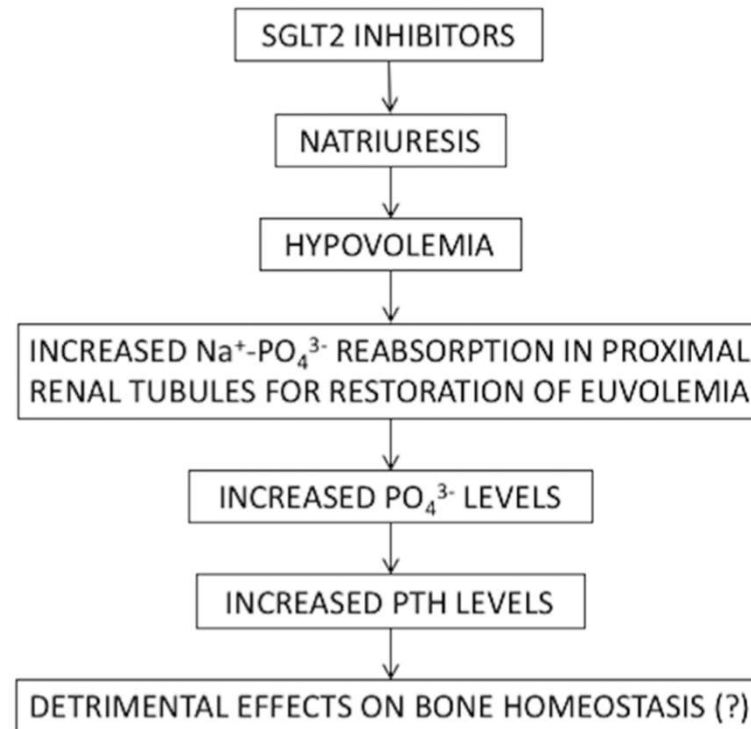 SGLT2 INHIBITORS
NATRIURESIS
HYPOVOLEMIA
INCREASED Na⁺-PO₄³⁻ REABSORPTION IN PROXIMAL
RENAL TUBULES FOR RESTORATION OF EUVOLEMIA
INCREASED PO₄³⁻ LEVELS
INCREASED PTH LEVELS
DETRIMENTAL EFFECTS ON BONE HOMEOSTASIS (?)